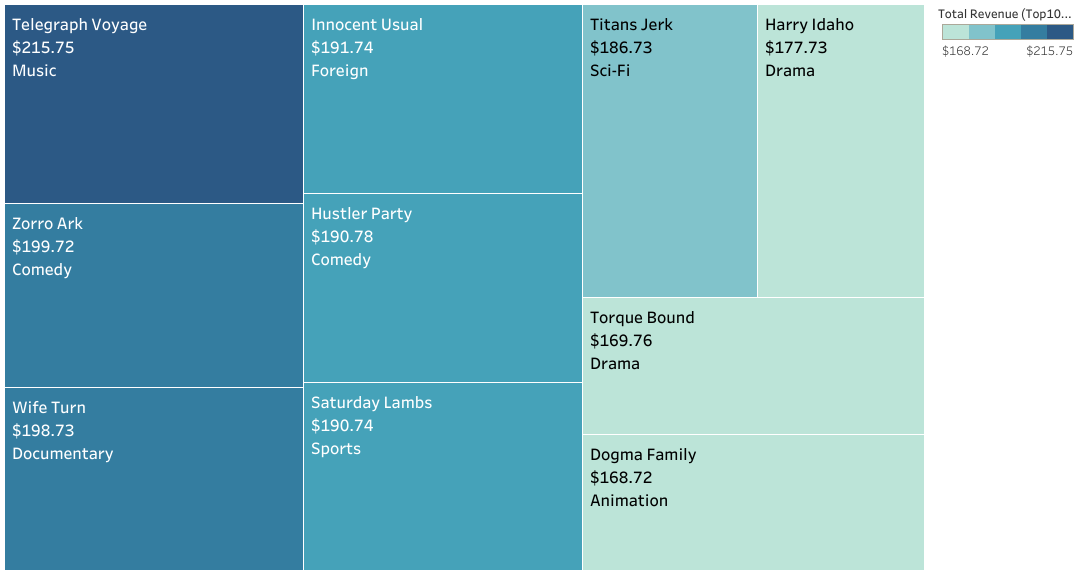 Telegraph Voyage
$215.75
Music
Zorro Ark
$199.72
Comedy
Wife Turn
$198.73
Documentary
Innocent Usual
$191.74
Foreign
Hustler Party
$190.78
Comedy
Saturday Lambs
$190.74
Sports
Titans Jerk
$186.73
Sci-Fi
Harry Idaho
$177.73
Drama
Torque Bound
$169.76
Drama
Dogma Family
$168.72
Animation
Total Revenue (Top10...
$168.72 $215.75